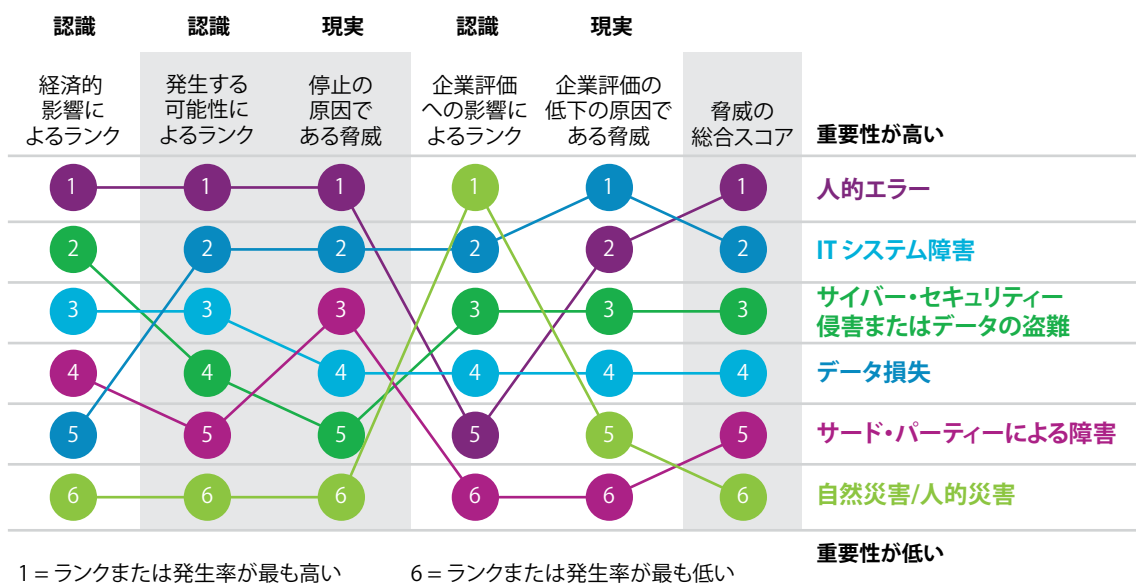 認識 認識 現実 認識 現実
経済的
影響に
よるランク
発生する
可能性に
よるランク
停止の
原因で
ある脅威
企業評価
への影響に
よるランク
企業評価の
低下の原因で
ある脅威
脅威の
総合スコア
重要性が高い
1 1 1 1 1 1
人的エラー
2 2 2 2 2 2
IT システム障害
3 3 3 3 3 3
サイバー・セキュリティー
侵害またはデータの盗難
4 4 4 4 4 4
データ損失
5 5 5 5 5 5
サード・パーティーによる障害
6 6 6 6 6 6
自然災害/人的災害
重要性が低い
1 = ランクまたは発生率が最も高い 6 = ランクまたは発生率が最も低い